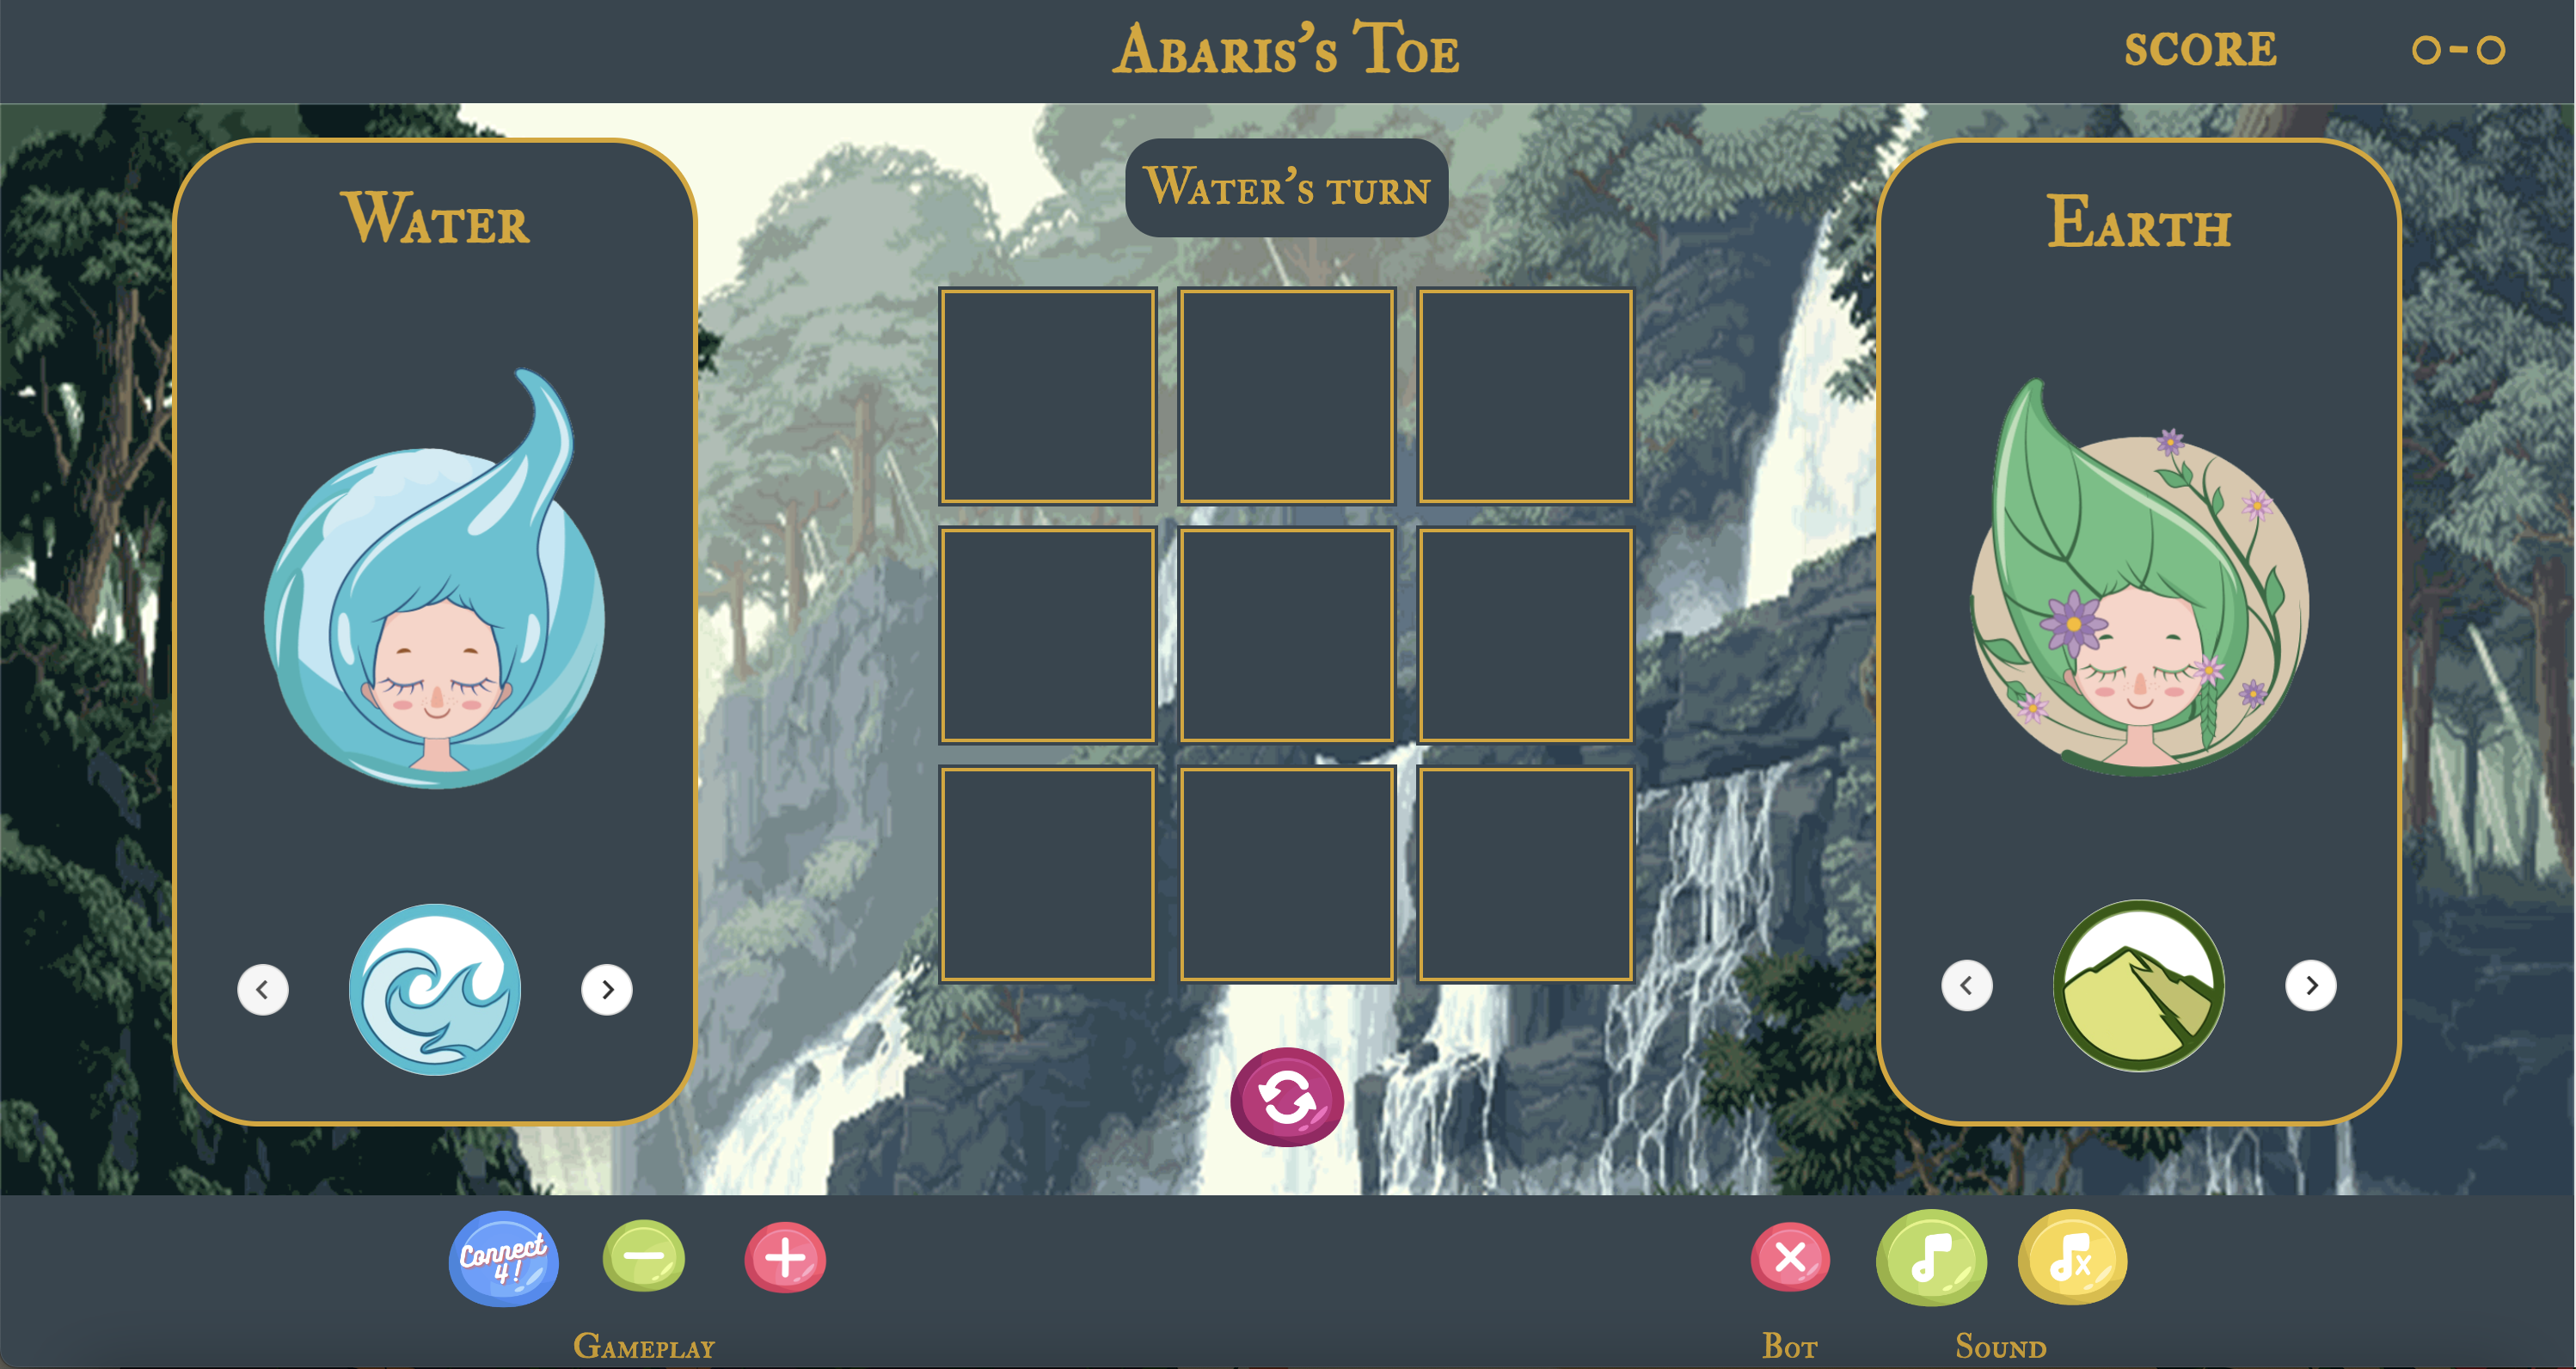 Abaris's Toe
SCORE
0-0
Water
Water's turn
Earth
Connect
4!
Gameplay
Bot
Sound